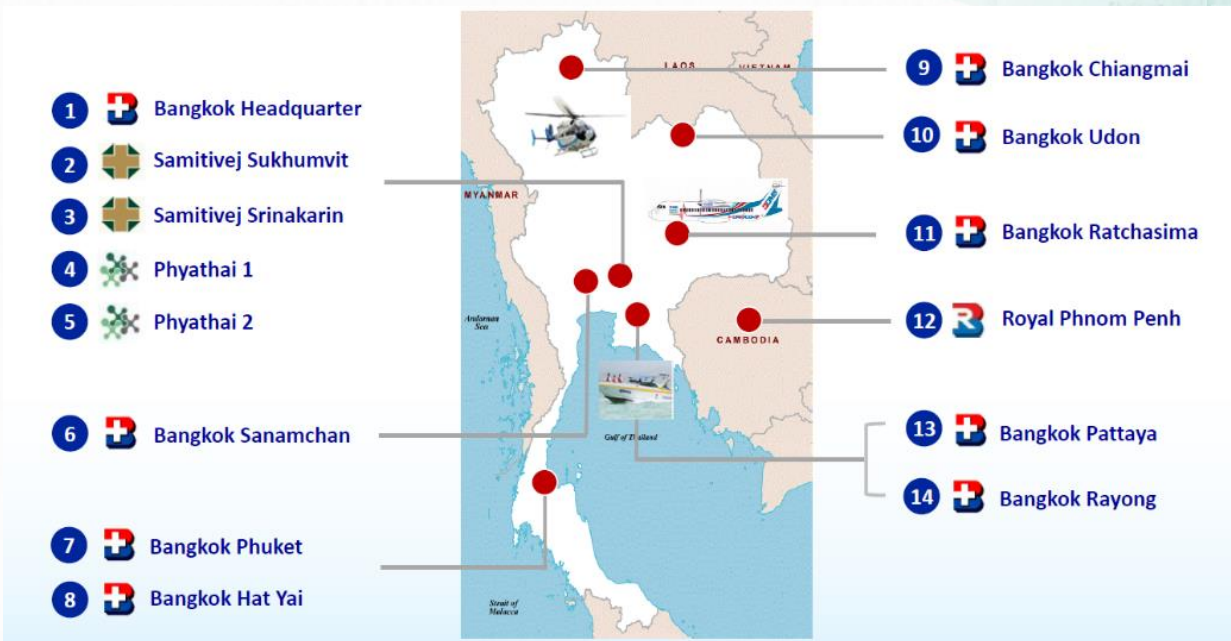 1 Bangkok Headquarter
2 Samitivej Sukhumvit
3 Samitivej Srinakarin
4 Phyathai 1
5 Phyathai 2
6 Bangkok Sanamchan
7 Bangkok Phuket
8 Bangkok Hat Yai
LAOS
VIETNAM
MYANMAR
Andaman
Sea
CAMBODIA
Gulf of Thailand
Strait of
Malacca
9 Bangkok Chiangmai
10 Bangkok Udon
11 Bangkok Ratchasima
12 R Royal Phnom Penh
13 Bangkok Pattaya
14 Bangkok Rayong